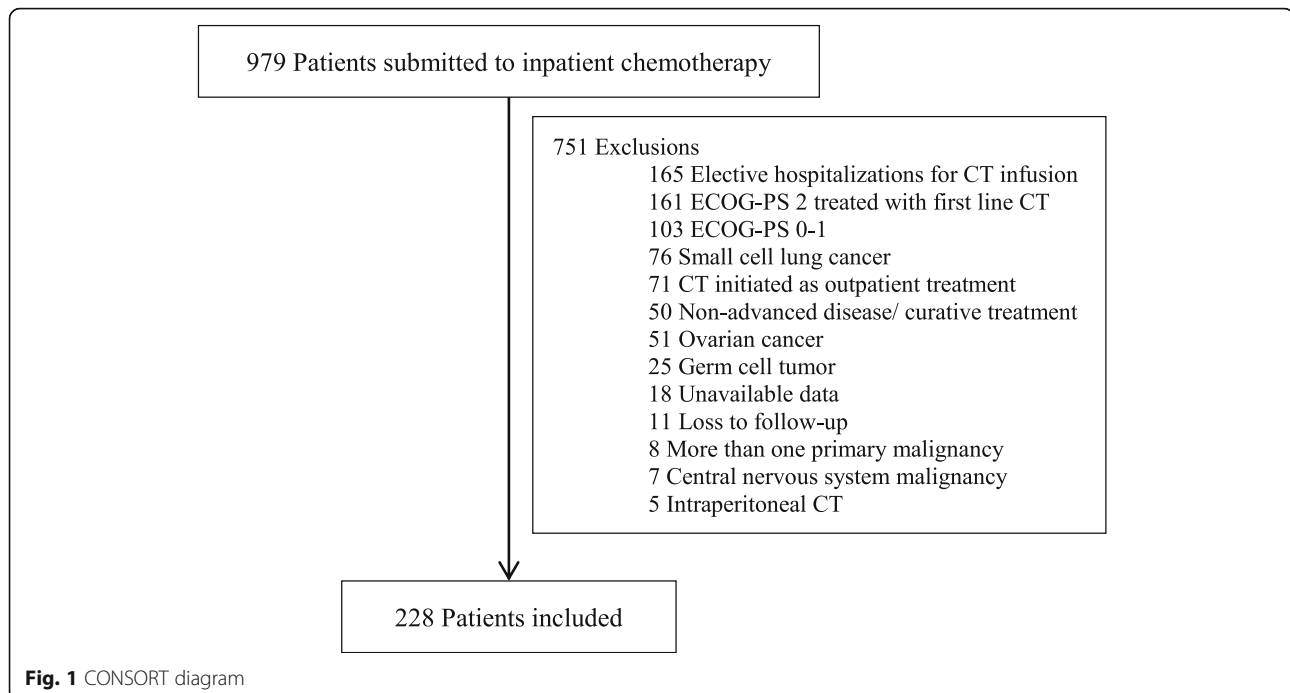 979 Patients submitted to inpatient chemotherapy
751 Exclusions
165 Elective hospitalizations for CT infusion
161 ECOG-PS 2 treated with first line CT
103 ECOG-PS 0-1
76 Small cell lung cancer
71 CT initiated as outpatient treatment
50 Non-advanced disease/ curative treatment
51 Ovarian cancer
25 Germ cell tumor
18 Unavailable data
11 Loss to follow-up
8 More than one primary malignancy
7 Central nervous system malignancy
5 Intraperitoneal CT
228 Patients included
Fig. 1 CONSORT diagram